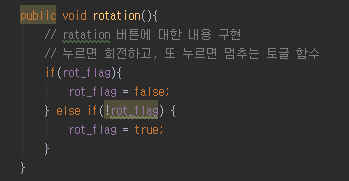 public void rotation(){
// ratation 버튼에 대한 내용 구현
// 누르면 회전하고, 또 누르면 멈추는 토글 함수
if(rot_flag){
rot_flag = false;
} else if(!rot_flag) {
rot_flag = true;
}
}